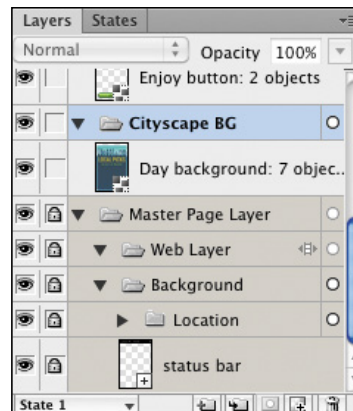 Layers States
Normal Opacity 100%
Enjoy button: 2 objects
Cityscape BG
Day background: 7 objec..
Master Page Layer
Web Layer
Background
Location
status bar
State 1